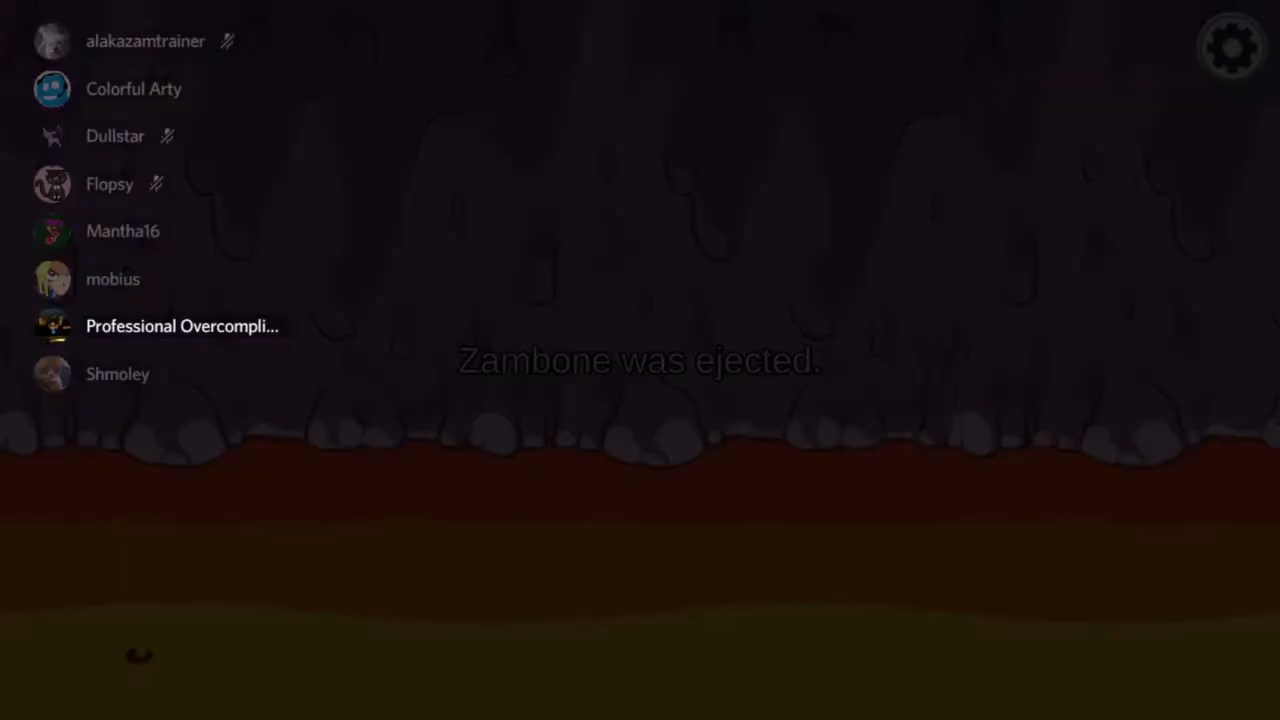 alakazamtrainer
Colorful Arty
Dullstar
Flopsy
Mantha16
mobius
Professional Overcompli...
Shmoley
Zambone was ejected.